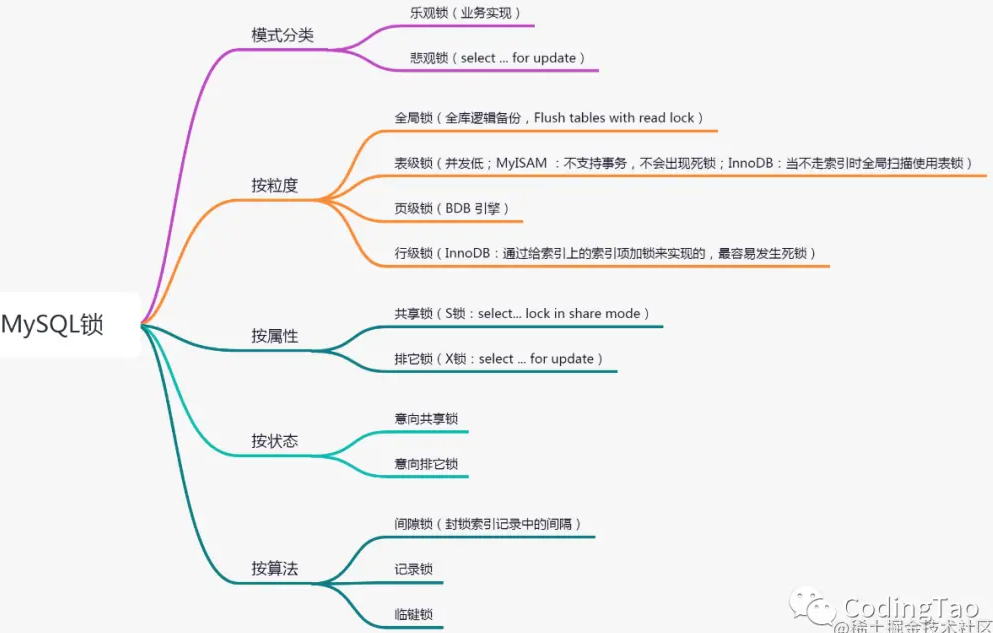 MySQL锁
模式分类
乐观锁（业务实现）
悲观锁（select ... for update）
按粒度
全局锁（全库逻辑备份，Flush tables with read lock）
表级锁（并发低；MyISAM ：不支持事务，不会出现死锁；InnoDB：当不走索引时全局扫描使用表锁）
页级锁（BDB 引擎）
行级锁（InnoDB：通过给索引上的索引项加锁来实现的，最容易发生死锁）
按属性
共享锁（S锁：select... lock in share mode）
排它锁（X锁：select ... for update）
按状态
意向共享锁
意向排它锁
按算法
间隙锁（封锁索引记录中的间隔）
记录锁
临键锁
CodingTao
@稀土掘金技术社区